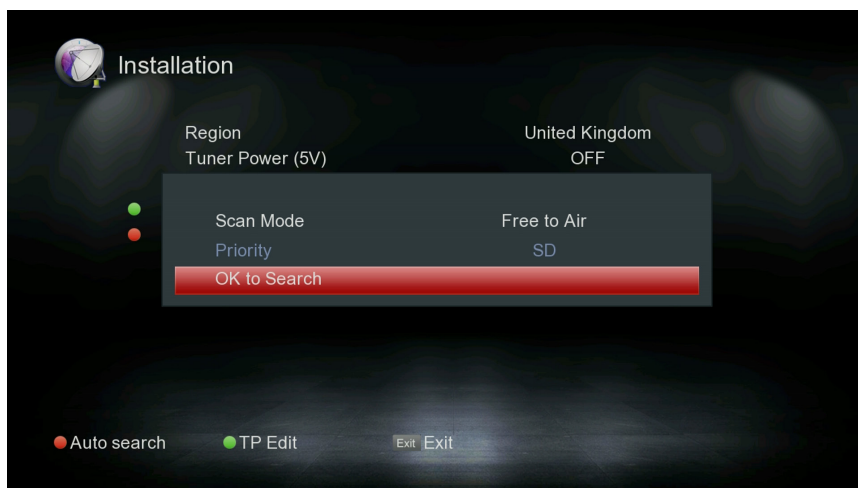 Installation
Region United Kingdom
Tuner Power (5V) OFF
Scan Mode Free to Air
Priority SD
OK to Search
Auto search TP Edit Exit Exit